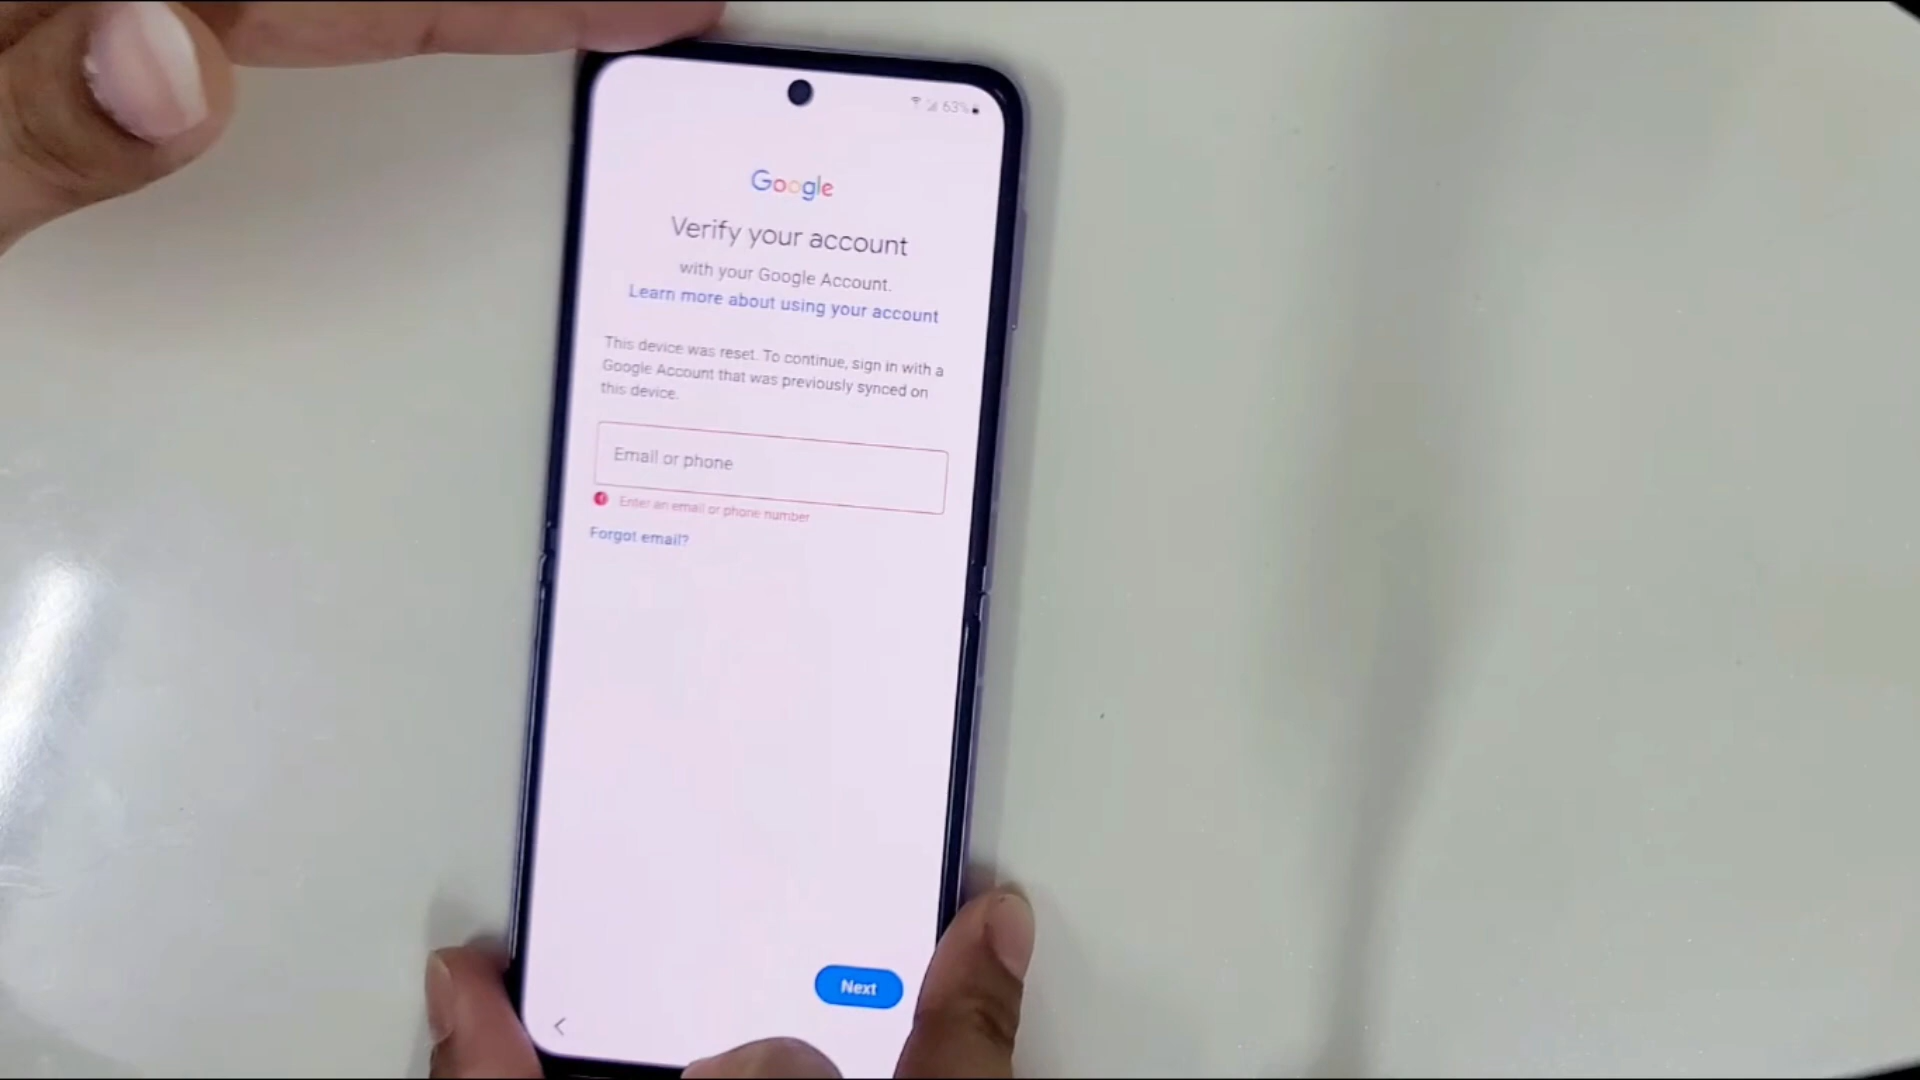 63%
Google
Verify your account
with your Google Account.
Learn more about using your account
This device was reset. To continue, sign in with a
Google Account that was previously synced on
this device.
Email or phone
Enter an email or phone number
Forgot email?
Next